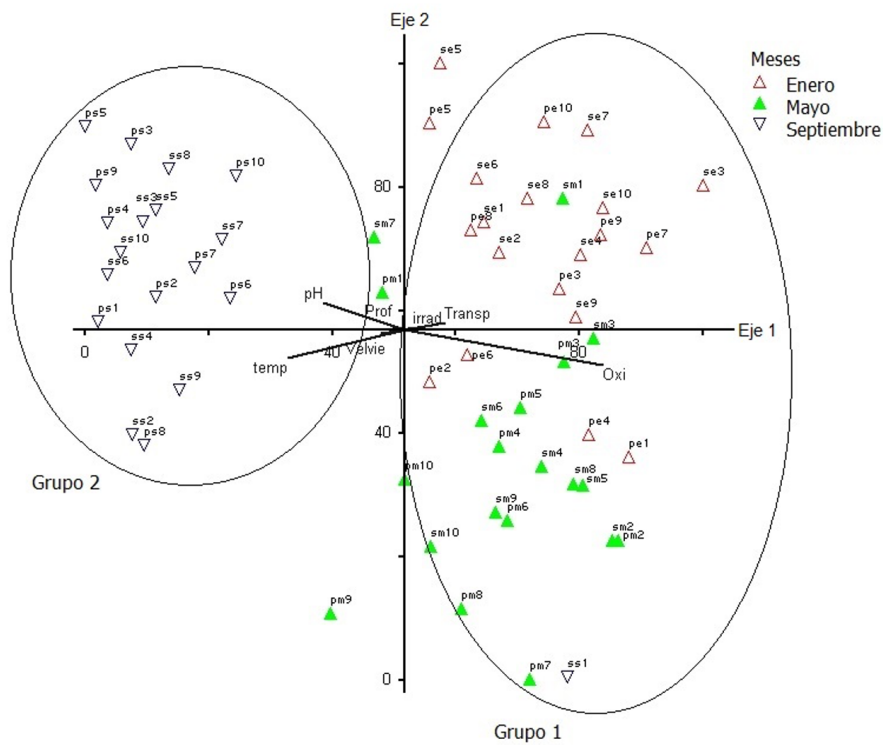 Eje 2
Meses
Enero
Mayo
Septiembre
se5
pe5
pe10
se7
ps5
ps3
ss8
ps10
ps9
se6
se3
80
se8
sm1
ps4
ss3
ss5
se1
pe8
se10
pe9
ss10
ss7
sm7
se2
se4
pe7
ss6
ps7
ps2
ps6
pm1
pe3
pH
Prof
irrad
Transp
se9
ps1
Eje 1
sm3
0
40
80
ss4
temp
elvie
pe6
pm3
Oxi
ss9
pe2
sm6
pm5
40
ss2
ps8
pm4
pe4
pe1
Grupo 2
pm10
sm4
sm8
sm5
sm9
pm6
sm10
sm2
pm2
pm9
pm8
0
pm7
ss1
Grupo 1